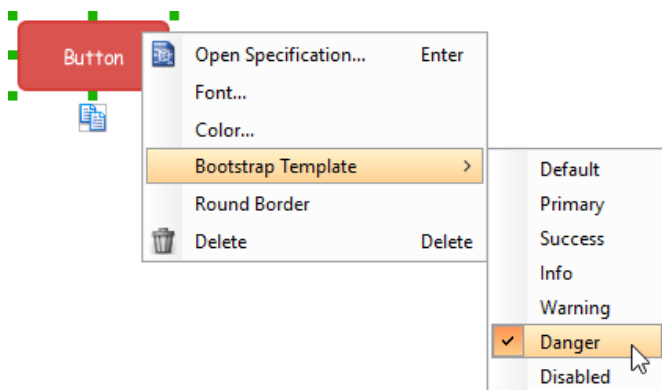 Button
Open Specification... Enter
Font...
Color...
Bootstrap Template
Round Border
Delete Delete
Default
Primary
Success
Info
Warning
Danger
Disabled